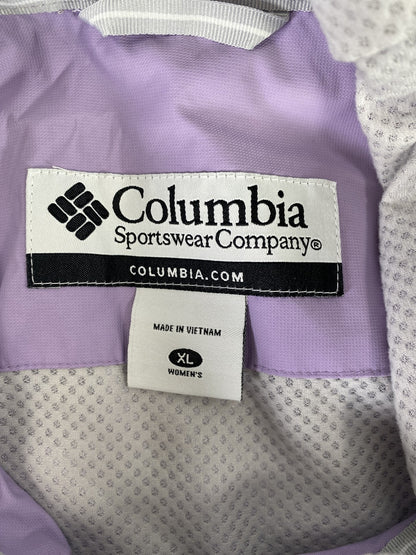 Columbia
Sportswear Company®
COLUMBIA.COM
MADE IN VIETNAM
XL
WOMEN'S